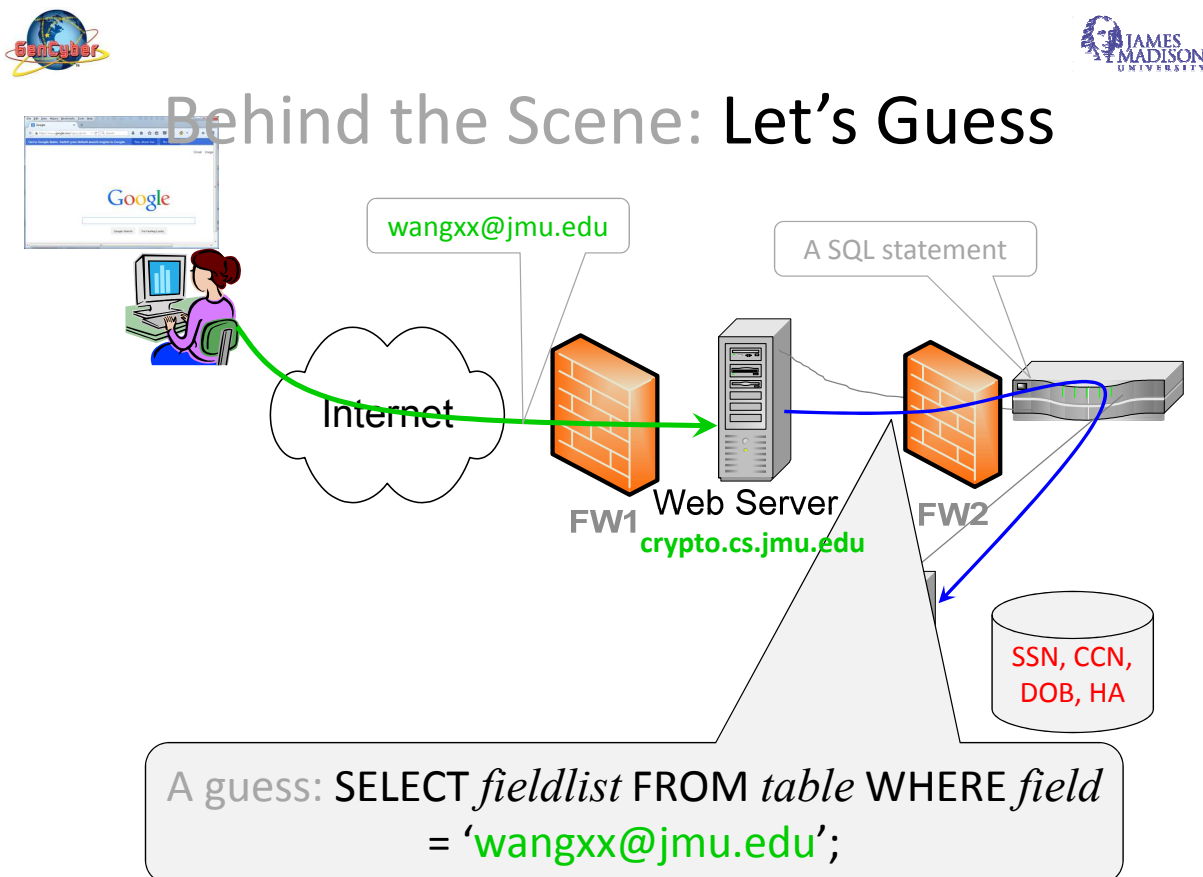 GenCyber
JAMES
MADISON
UNIVERSITY
Behind the Scene: Let’s Guess
Google
wangxx@jmu.edu
A SQL statement
Internet
FW1
Web Server
crypto.cs.jmu.edu
FW2
SSN, CCN,
DOB, HA
A guess: SELECT fieldlist FROM table WHERE field
= ‘wangxx@jmu.edu’;